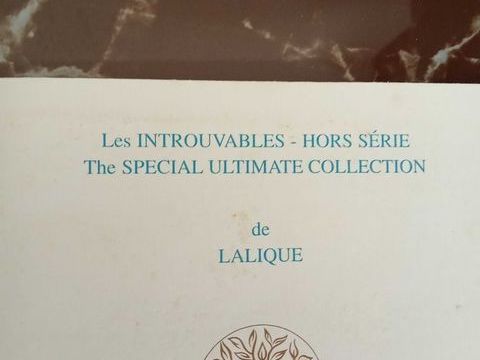 Les INTROUVABLES - HORS SÉRIE
The SPECIAL ULTIMATE COLLECTION
de
LALIQUE